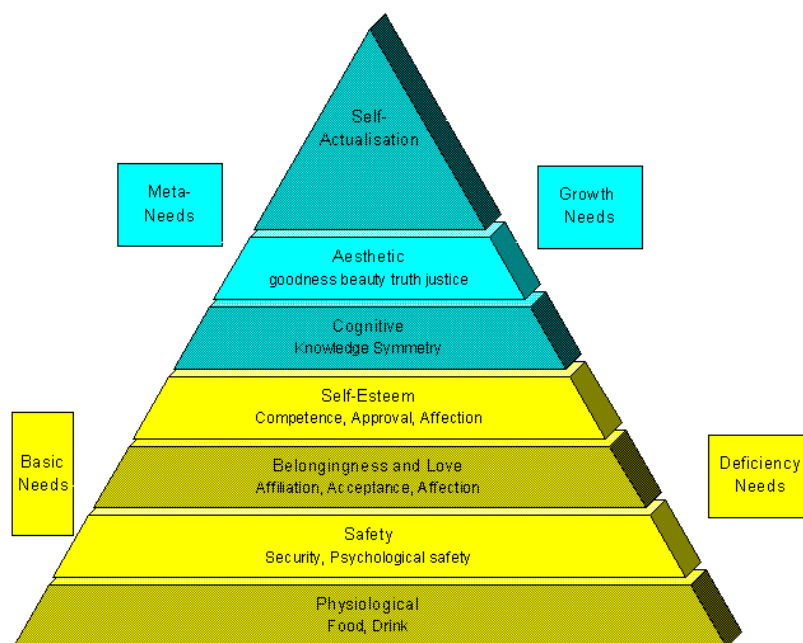 Self-
Actualisation
Meta-
Needs
Growth
Needs
Aesthetic
goodness beauty truth justice
Cognitive
Knowledge Symmetry
Self-Esteem
Competence, Approval, Affection
Basic
Needs
Belongingness and Love
Affiliation, Acceptance, Affection
Deficiency
Needs
Safety
Security, Psychological safety
Physiological
Food, Drink